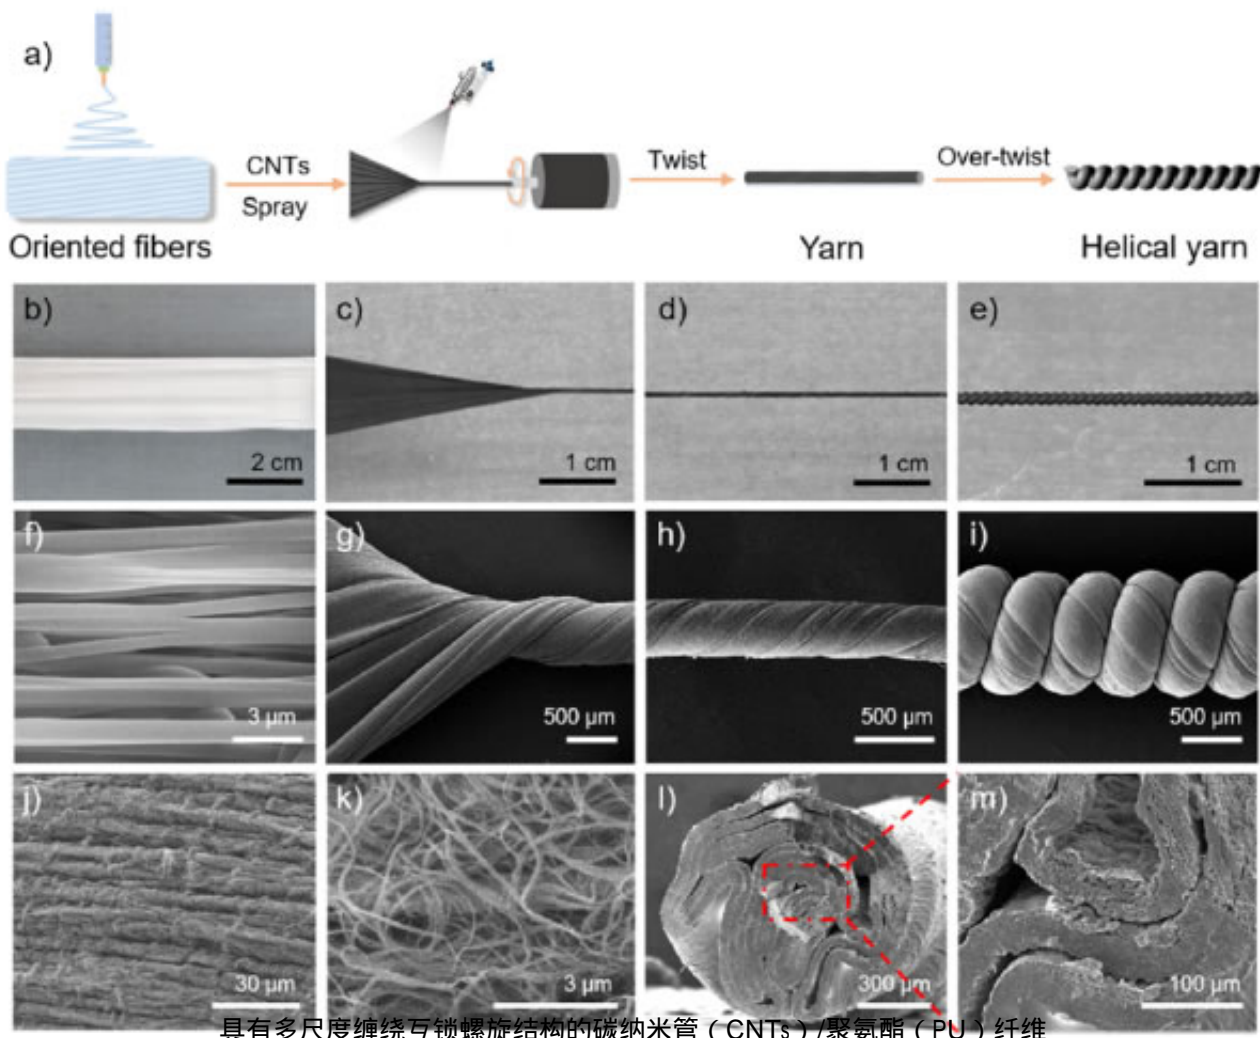 a)
CNTs
Spray
Twist
Over-twist
Oriented fibers
Yarn
Helical yarn
b)
2 cm
c)
1 cm
d)
1 cm
e)
1 cm
f)
3 μm
g)
500 μm
h)
500 μm
i)
500 μm
j)
30 μm
k)
3 μm
l)
300 μm
m)
100 μm
具有多尺度缠绕互锁螺旋结构的碳纳米管（CNTs）/聚氨酯（PU）纤维